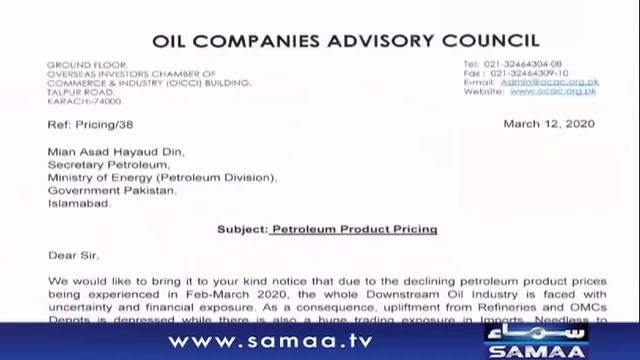 OIL COMPANIES ADVISORY COUNCIL
GROUND FLOOR.
OVERSEAS INVESTORS CHAMBER OF
COMMERCE & INDUSTRY (OICCI) BUILDING.
TALPUR ROAD.
KARACHI-74000.
Tel: 021-32464304-08
Fax : 021-32464309-10
E-mail: Admin@ocac.org.pk
Website: www.ocac.org.pk
Ref: Pricing/38
March 12, 2020
Mian Asad Hayaud Din,
Secretary Petroleum,
Ministry of Energy (Petroleum Division),
Government Pakistan,
Islamabad.
Subject: Petroleum Product Pricing
Dear Sir,
We would like to bring it to your kind notice that due to the declining petroleum product prices
being experienced in Feb-March 2020, the whole Downstream Oil Industry is faced with
uncertainty and financial exposure. As a consequence, upliftment from Refineries and OMCs
Depots is depressed while there is also a huge trading exposure in Imports. Needless to
www.samaa.tv
سماء
SAMAA